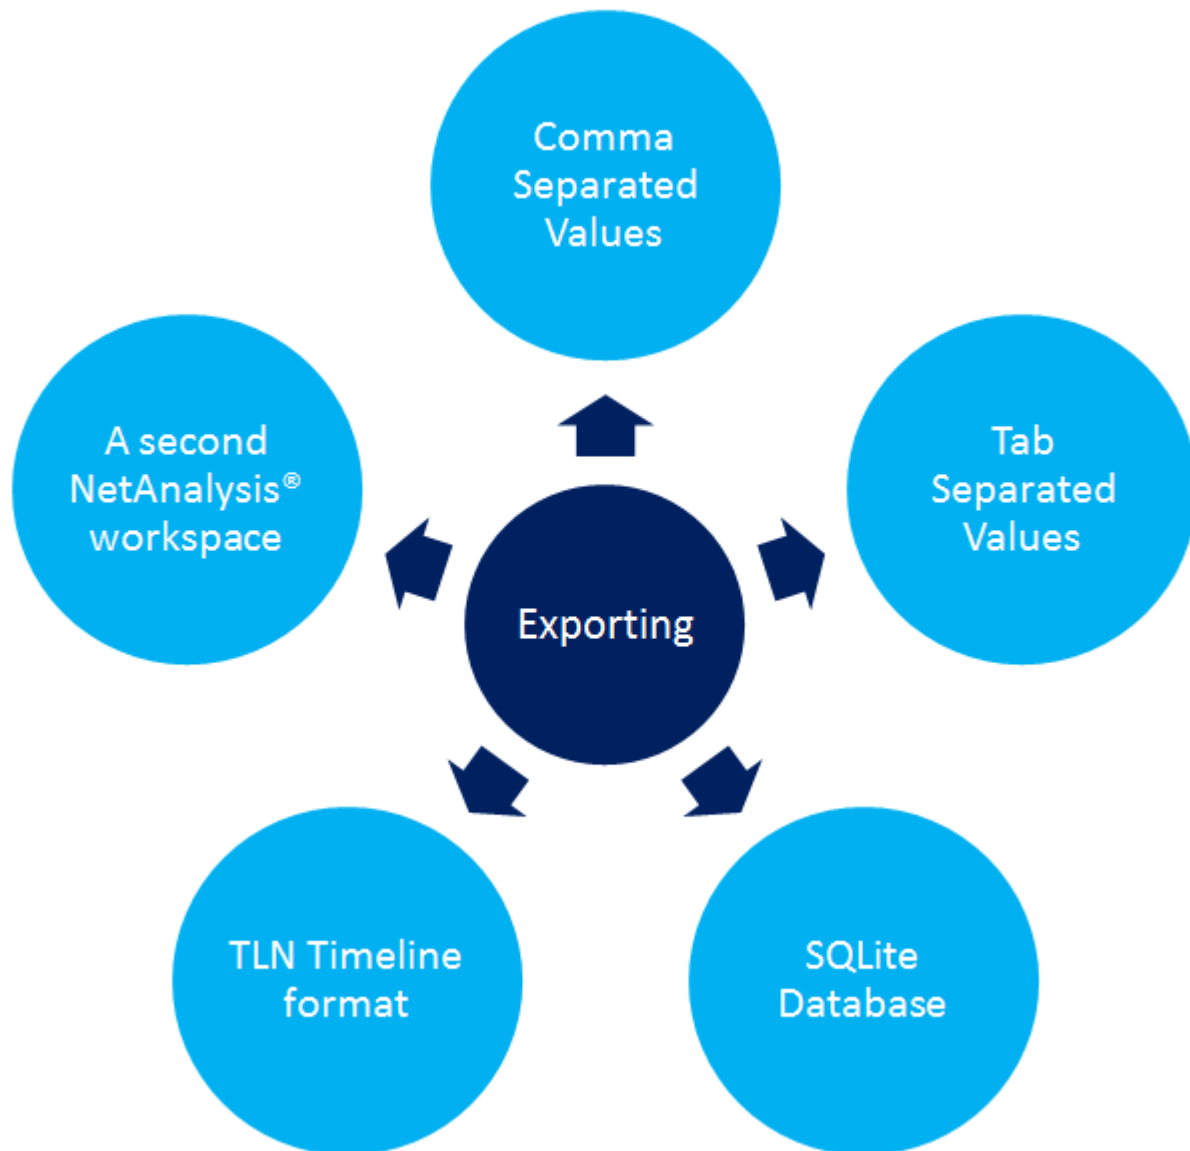 Comma
Separated
Values
A second
NetAnalysis®
workspace
Tab
Separated
Values
Exporting
TLN Timeline
format
SQLite
Database